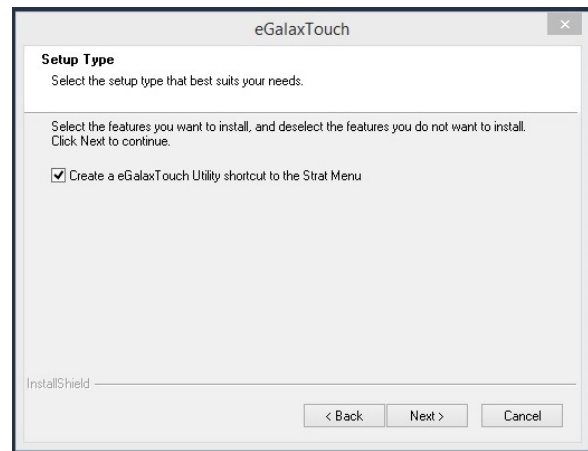 eGalaxTouch
Setup Type
Select the setup type that best suits your needs.
Select the features you want to install, and deselect the features you do not want to install.
Click Next to continue.
Create a eGalaxTouch Utility shortcut to the Strat Menu
InstallShield
< Back Next > Cancel